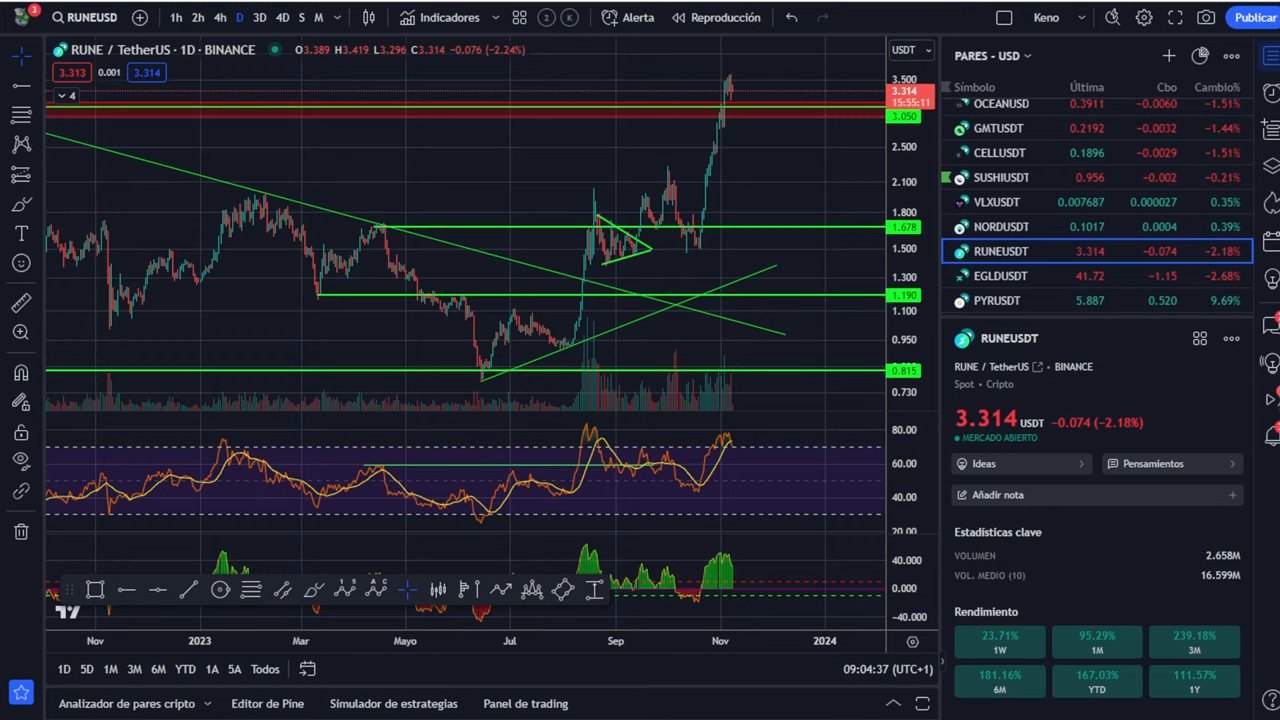 3
RUNEUSD
1h 2h 4h D 3D 4D S M
Indicadores
2 K
Alerta
Reproducción
Keno
Publicar
RUNE / TetherUS · 1D · BINANCE
O3.389 H3.419 L3.296 C3.314 −0.076 (−2.24%)
3.313 0.001 3.314
4
USDT
3.500
3.314
15:55:11
3.050
2.500
2.100
1.800
1.678
1.500
1.300
1.190
1.100
0.950
0.815
0.730
80.00
60.00
40.00
20.00
40.000
0.000
−40.000
Nov 2023 Mar Mayo Jul Sep Nov 2024
1D 5D 1M 3M 6M YTD 1A 5A Todos
09:04:37 (UTC+1)
Analizador de pares cripto Editor de Pine Simulador de estrategias Panel de trading
PARES - USD
Símbolo Última Cbo Cambio%
OCEANUSD 0.3911 −0.0060 −1.51%
GMTUSDT 0.2192 −0.0032 −1.44%
CELLUSDT 0.1896 −0.0029 −1.51%
SUSHIUSDT 0.956 −0.002 −0.21%
VLXUSDT 0.007687 0.000027 0.35%
NORDUSDT 0.1017 0.0004 0.39%
RUNEUSDT 3.314 −0.074 −2.18%
EGLDUSDT 41.72 −1.15 −2.68%
PYRUSDT 5.887 0.520 9.69%
RUNEUSDT
RUNE / TetherUS · BINANCE
Spot · Cripto
3.314 USDT −0.074 (−2.18%)
MERCADO ABIERTO
Ideas
Pensamientos
Añadir nota
Estadísticas clave
VOLUMEN 2.658M
VOL. MEDIO (10) 16.599M
Rendimiento
23.71% 95.29% 239.18%
1W 1M 3M
181.16% 167.03% 111.57%
6M YTD 1Y